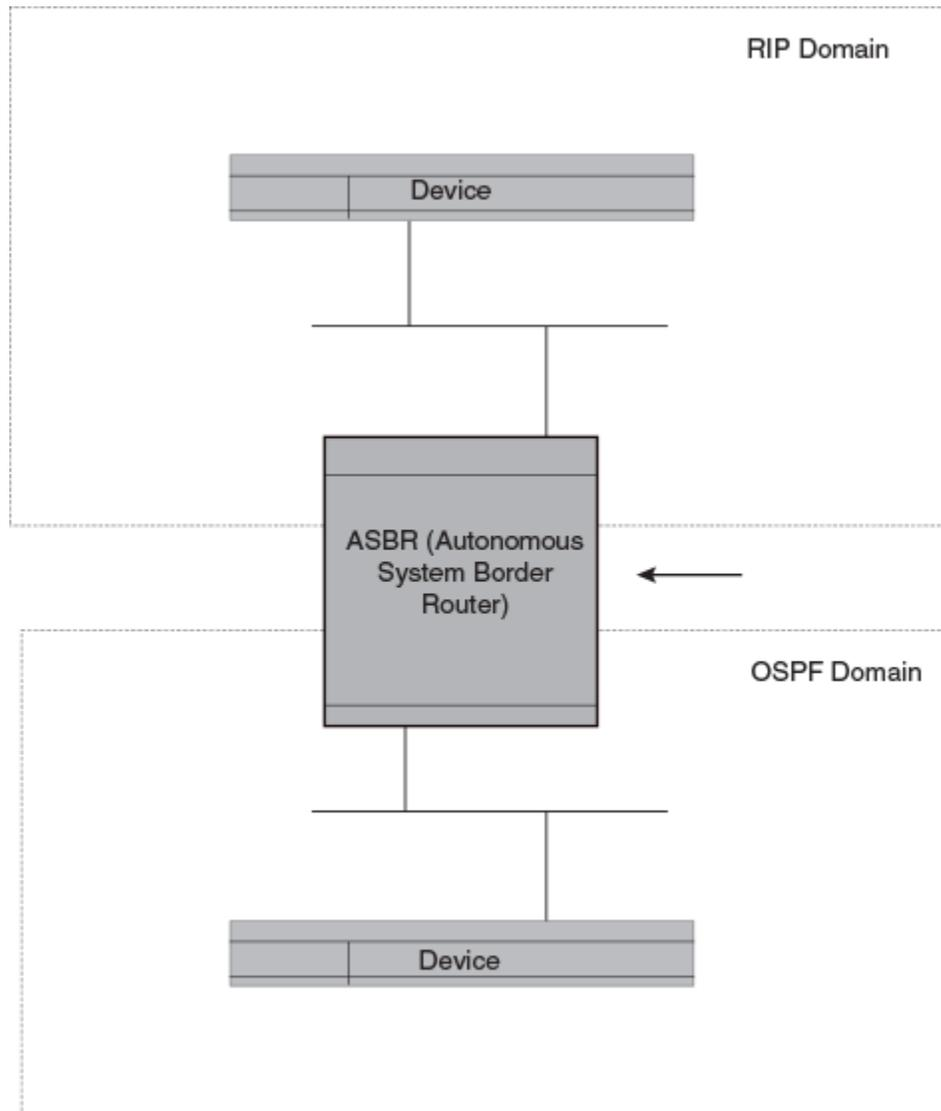 RIP Domain
Device
ASBR (Autonomous
System Border
Router)
OSPF Domain
Device